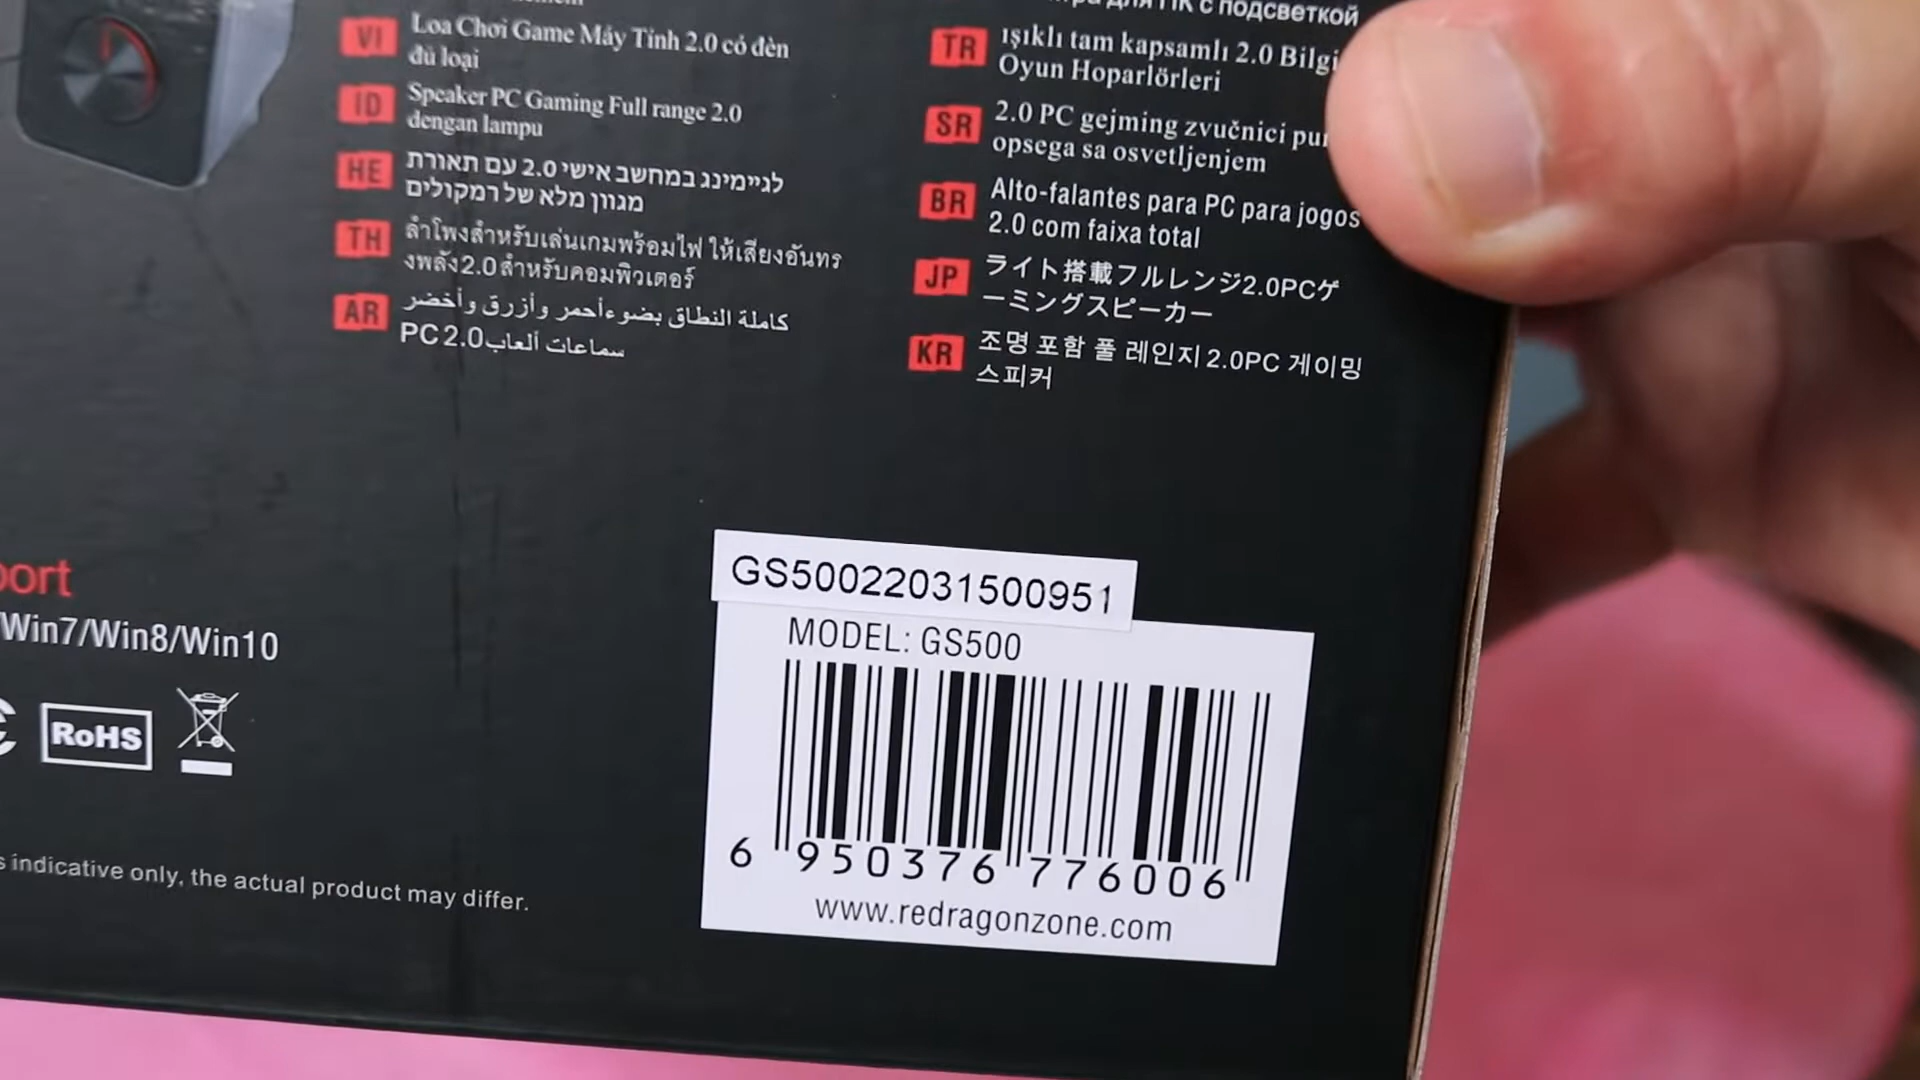 VI Loa Chơi Game Máy Tính 2.0 có đèn
đủ loại
ID Speaker PC Gaming Full range 2.0
dengan lampu
HE לגיימינג במחשב אישי 2.0 עם תאורת
מגוון מלא של רמקולים
TH ลำโพงสำหรับเล่นเกมพร้อมไฟ ให้เสียงอันทร
งพลัง2.0สำหรับคอมพิวเตอร์
AR كاملة النطاق بضوءأحمر وأزرق وأخضر
سماعات ألعابPC 2.0
для ПК с подсветкой
TR ışıklı tam kapsamlı 2.0 Bilgi
Oyun Hoparlörleri
SR 2.0 PC gejming zvučnici pu
opsega sa osvetljenjem
BR Alto-falantes para PC para jogos
2.0 com faixa total
JP ライト搭載フルレンジ2.0PCゲ
ーミングスピーカー
KR 조명 포함 풀 레인지 2.0PC 게이밍
스피커
port
/Win7/Win8/Win10
RoHS
s indicative only, the actual product may differ.
GS50022031500951
MODEL: GS500
6 950376 776006
www.redragonzone.com